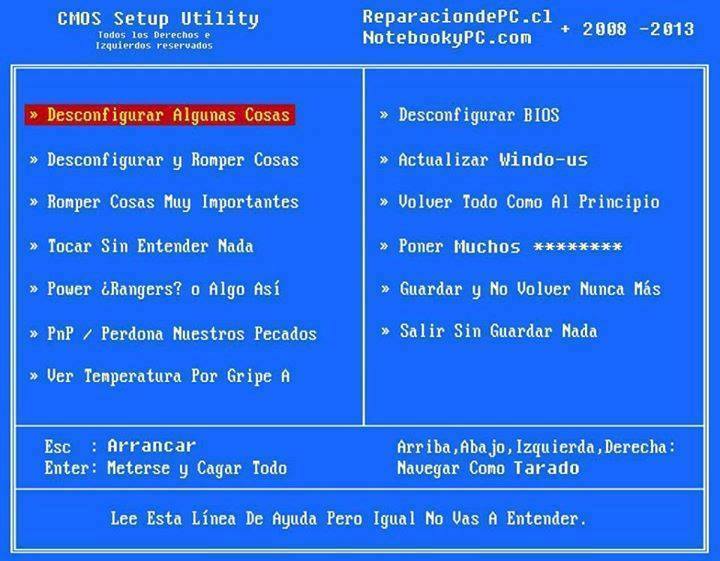 CMOS Setup Utility
Todos los Derechos e
Izquierdos reservados
ReparaciondePC.cl
NotebookyPC.com
+ 2008 -2013
» Desconfigurar Algunas Cosas
» Desconfigurar y Romper Cosas
» Romper Cosas Muy Importantes
» Tocar Sin Entender Nada
» Power ¿Rangers? o Algo Así
» PnP / Perdona Nuestros Pecados
» Ver Temperatura Por Gripe A
» Desconfigurar BIOS
» Actualizar Windo-us
» Volver Todo Como Al Principio
» Poner Muchos ********
» Guardar y No Volver Nunca Más
» Salir Sin Guardar Nada
Esc : Arrancar
Enter: Meterse y Cagar Todo
Arriba,Abajo,Izquierda,Derecha:
Navegar Como Tarado
Lee Esta Línea De Ayuda Pero Igual No Vas A Entender.